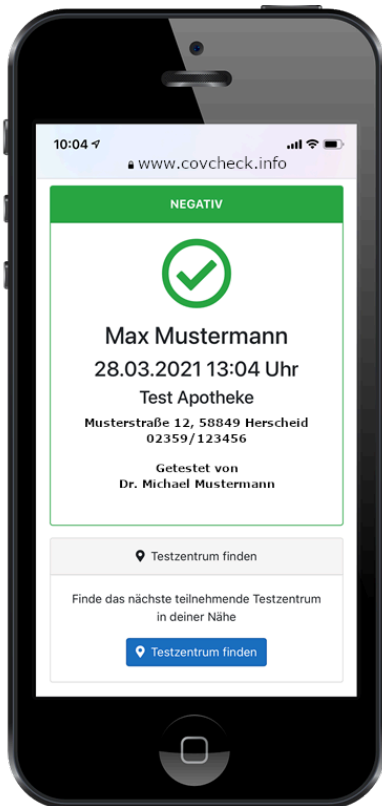 10:04
www.covcheck.info
NEGATIV
Max Mustermann
28.03.2021 13:04 Uhr
Test Apotheke
Musterstraße 12, 58849 Herscheid
02359/123456
Getestet von
Dr. Michael Mustermann
Testzentrum finden
Finde das nächste teilnehmende Testzentrum
in deiner Nähe
Testzentrum finden